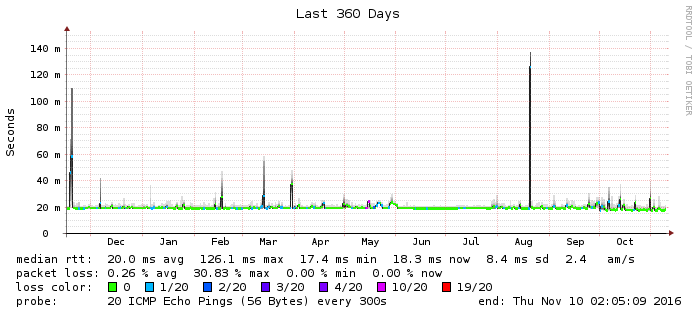 Last 360 Days
RRDTOOL / TOBI OETIKER
Seconds
140 m
120 m
100 m
80 m
60 m
40 m
20 m
0
Dec Jan Feb Mar Apr May Jun Jul Aug Sep Oct
median rtt: 20.0 ms avg 126.1 ms max 17.4 ms min 18.3 ms now 8.4 ms sd 2.4 am/s
packet loss: 0.26 % avg 30.83 % max 0.00 % min 0.00 % now
loss color: 0 1/20 2/20 3/20 4/20 10/20 19/20
probe: 20 ICMP Echo Pings (56 Bytes) every 300s end: Thu Nov 10 02:05:09 2016